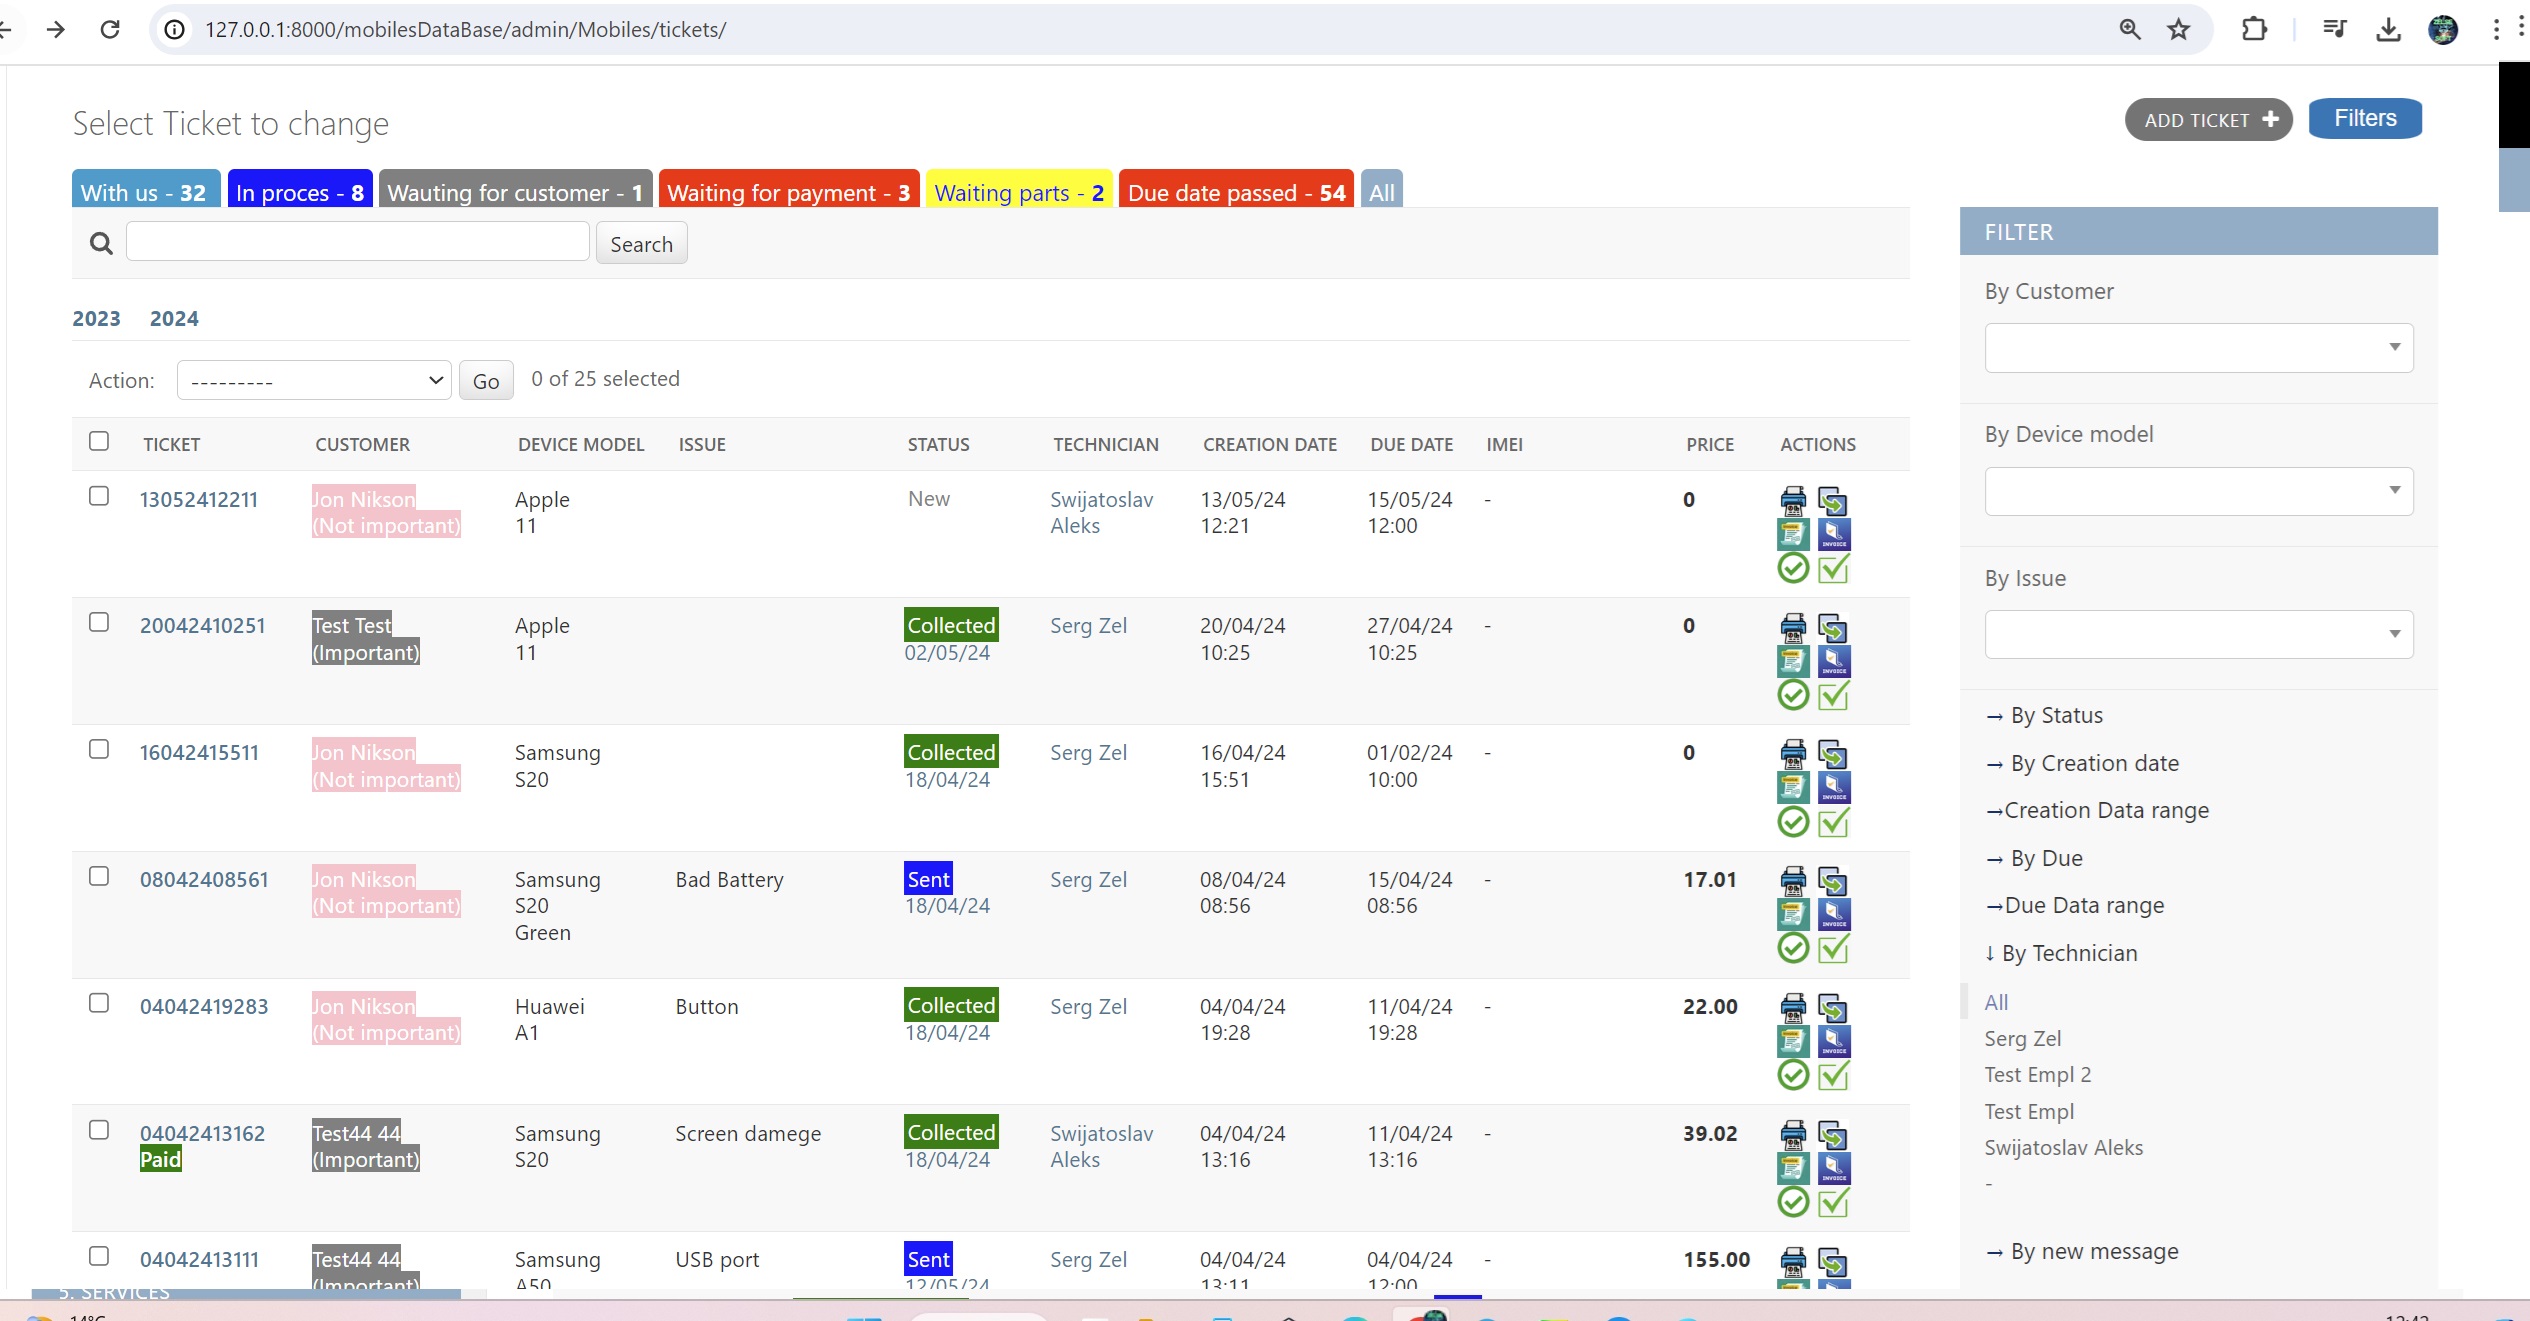 127.0.0.1:8000/mobilesDataBase/admin/Mobiles/tickets/
Select Ticket to change
ADD TICKET +
Filters
With us - 32
In proces - 8
Wauting for customer - 1
Waiting for payment - 3
Waiting parts - 2
Due date passed - 54
All
Search
2023 2024
Action: --------- Go 0 of 25 selected
TICKET CUSTOMER DEVICE MODEL ISSUE STATUS TECHNICIAN CREATION DATE DUE DATE IMEI PRICE ACTIONS
13052412211 Jon Nikson Apple New Swijatoslav 13/05/24 15/05/24 - 0
(Not important) 11 Aleks 12:21 12:00
INVOICE
20042410251 Test Test Apple Collected Serg Zel 20/04/24 27/04/24 - 0
(Important) 11 02/05/24 10:25 10:25
INVOICE
16042415511 Jon Nikson Samsung Collected Serg Zel 16/04/24 01/02/24 - 0
(Not important) S20 18/04/24 15:51 10:00
INVOICE
08042408561 Jon Nikson Samsung Bad Battery Sent Serg Zel 08/04/24 15/04/24 - 17.01
(Not important) S20 18/04/24 08:56 08:56
Green
INVOICE
04042419283 Jon Nikson Huawei Button Collected Serg Zel 04/04/24 11/04/24 - 22.00
(Not important) A1 18/04/24 19:28 19:28
INVOICE
04042413162 Test44 44 Samsung Screen damege Collected Swijatoslav 04/04/24 11/04/24 - 39.02
Paid (Important) S20 18/04/24 Aleks 13:16 13:16
INVOICE
04042413111 Test44 44 Samsung USB port Sent Serg Zel 04/04/24 04/04/24 - 155.00
(Important) A50 12/05/24 13:11 12:00
5. SERVICES
FILTER
By Customer
By Device model
By Issue
→ By Status
→ By Creation date
→Creation Data range
→ By Due
→Due Data range
↓ By Technician
All
Serg Zel
Test Empl 2
Test Empl
Swijatoslav Aleks
-
→ By new message
14°C